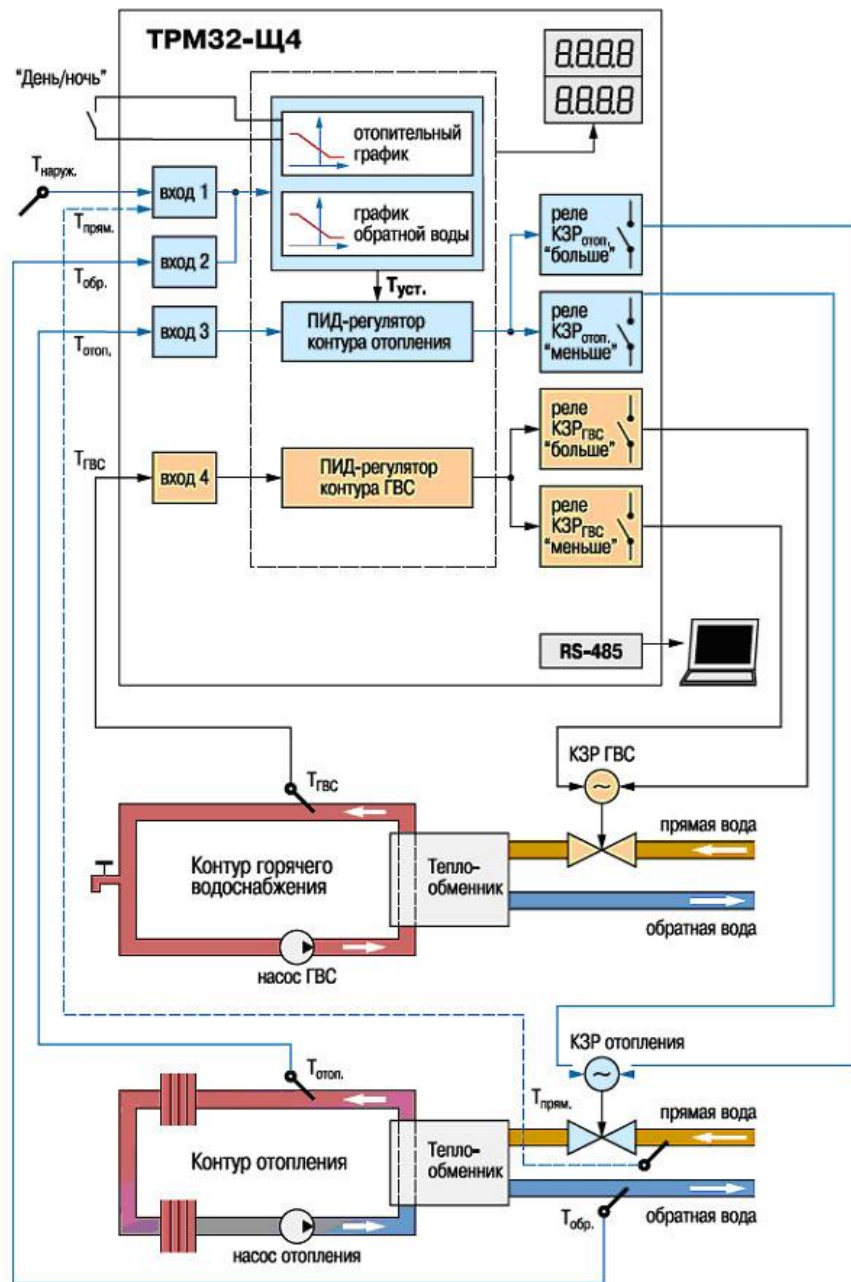 ТРМ32-Щ4
8.8.8.8
8.8.8.8
"День/ночь"
отопительный
график
график
обратной воды
Тнаруж.
вход 1
Тпрям.
вход 2
Тобр.
вход 3
Тотоп.
Туст.
ПИД-регулятор
контура отопления
реле
КЗРотоп.
"больше"
реле
КЗРотоп.
"меньше"
реле
КЗРГВС
"больше"
реле
КЗРГВС
"меньше"
ТГВС
вход 4
ПИД-регулятор
контура ГВС
RS-485
КЗР ГВС
~
ТГВС
прямая вода
Контур горячего
водоснабжения
Тепло-
обменник
обратная вода
насос ГВС
КЗР отопления
~
Тотоп.
Тпрям.
прямая вода
Контур отопления
Тепло-
обменник
Тобр.
обратная вода
насос отопления